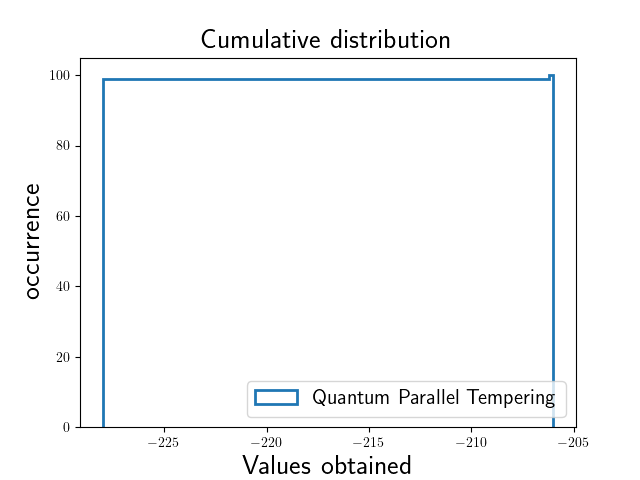 Cumulative distribution
occurrence
100
80
60
40
20
0
Quantum Parallel Tempering
−225
−220
−215
−210
−205
Values obtained